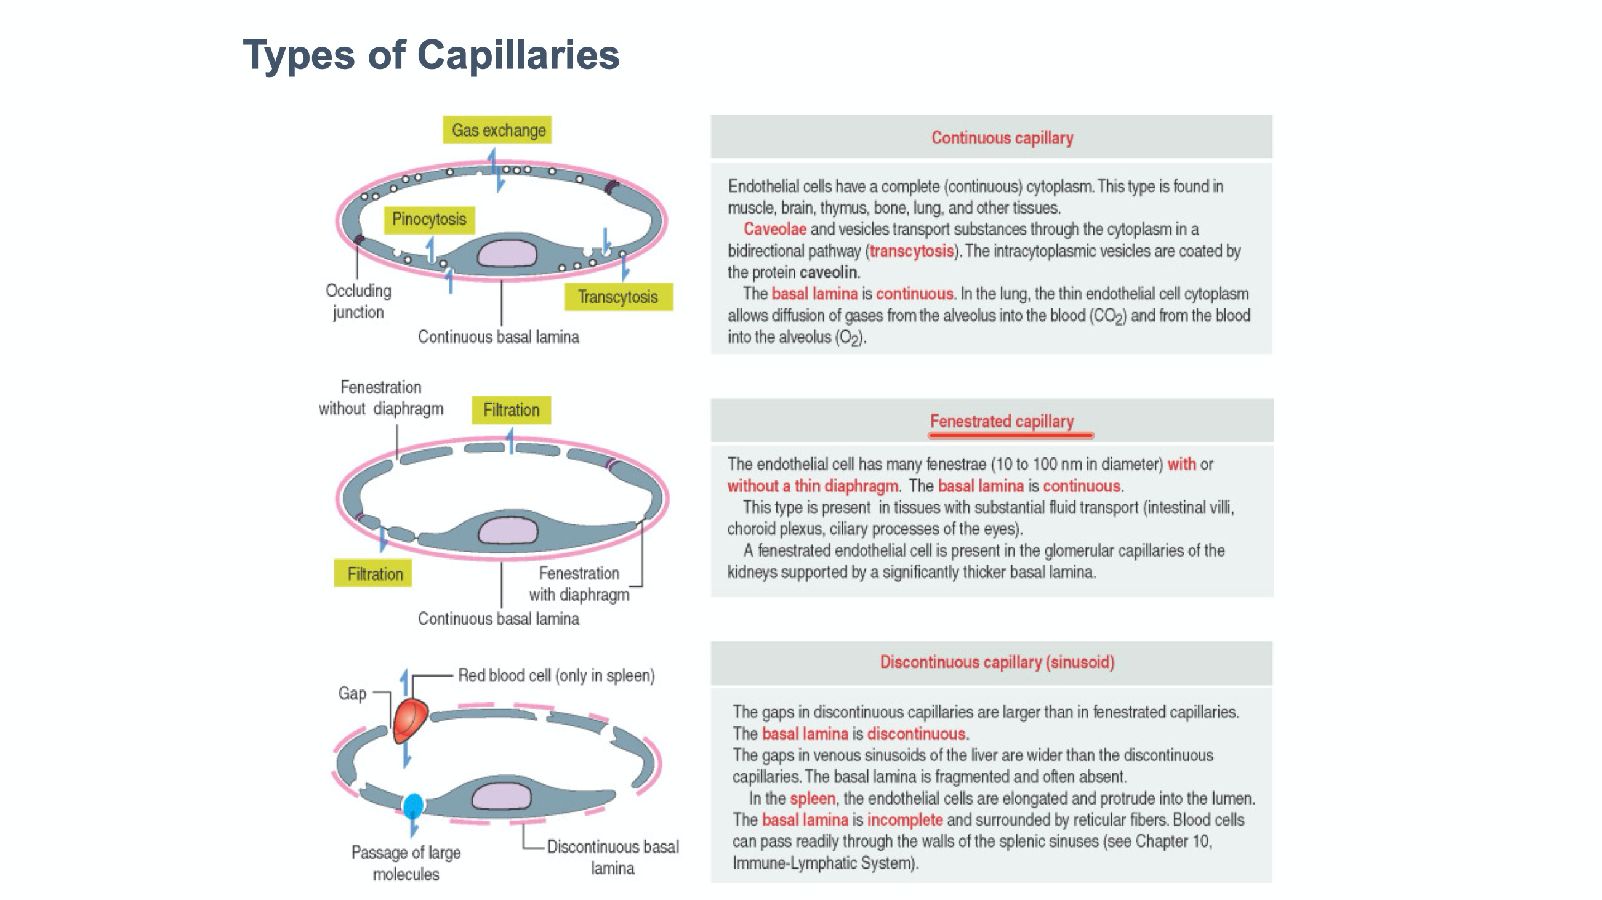 Types of Capillaries
Gas exchange
Pinocytosis
Occluding
junction
Transcytosis
Continuous basal lamina
Continuous capillary
Endothelial cells have a complete (continuous) cytoplasm. This type is found in
muscle, brain, thymus, bone, lung, and other tissues.
Caveolae and vesicles transport substances through the cytoplasm in a
bidirectional pathway (transcytosis). The intracytoplasmic vesicles are coated by
the protein caveolin.
The basal lamina is continuous. In the lung, the thin endothelial cell cytoplasm
allows diffusion of gases from the alveolus into the blood (CO2) and from the blood
into the alveolus (O2).
Fenestration
without diaphragm
Filtration
Filtration
Fenestration
with diaphragm
Continuous basal lamina
Fenestrated capillary
The endothelial cell has many fenestrae (10 to 100 nm in diameter) with or
without a thin diaphragm. The basal lamina is continuous.
This type is present in tissues with substantial fluid transport (intestinal villi,
choroid plexus, ciliary processes of the eyes).
A fenestrated endothelial cell is present in the glomerular capillaries of the
kidneys supported by a significantly thicker basal lamina.
Red blood cell (only in spleen)
Gap
Passage of large
molecules
Discontinuous basal
lamina
Discontinuous capillary (sinusoid)
The gaps in discontinuous capillaries are larger than in fenestrated capillaries.
The basal lamina is discontinuous.
The gaps in venous sinusoids of the liver are wider than the discontinuous
capillaries. The basal lamina is fragmented and often absent.
In the spleen, the endothelial cells are elongated and protrude into the lumen.
The basal lamina is incomplete and surrounded by reticular fibers. Blood cells
can pass readily through the walls of the splenic sinuses (see Chapter 10,
Immune-Lymphatic System).